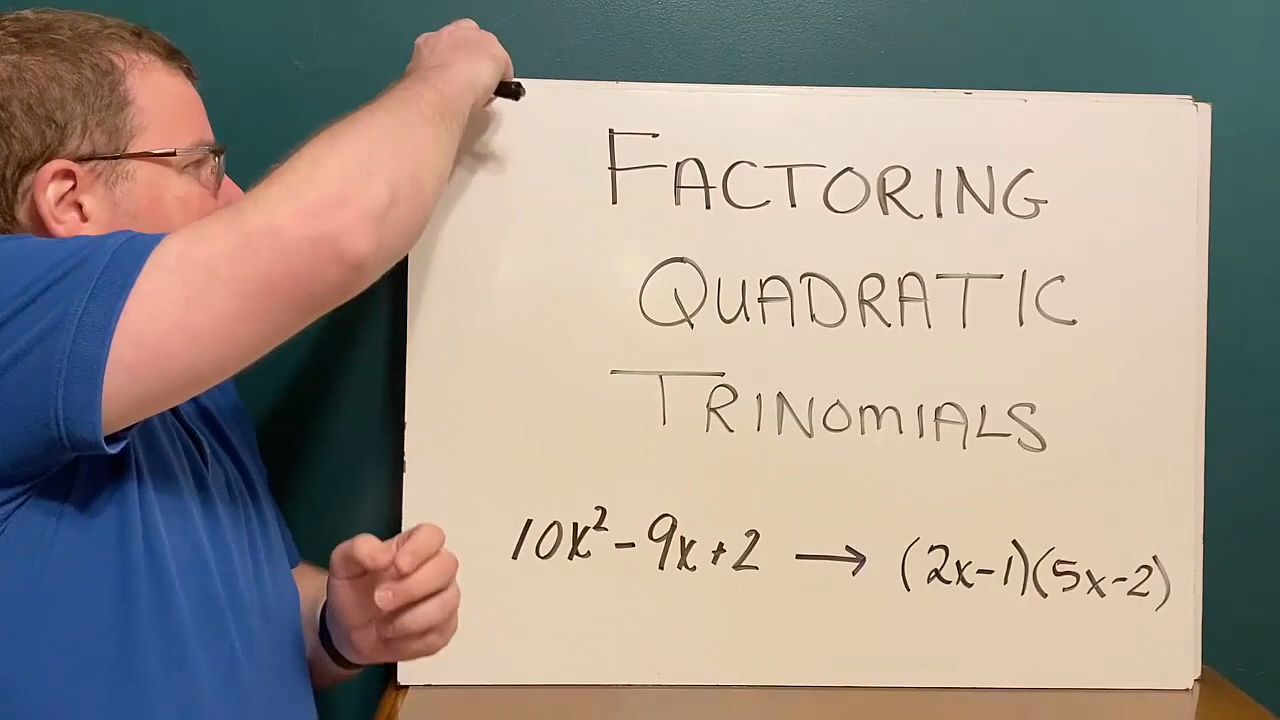 FACTORING
QUADRATIC
TRINOMIALS
10x² - 9x + 2 → (2x-1)(5x-2)